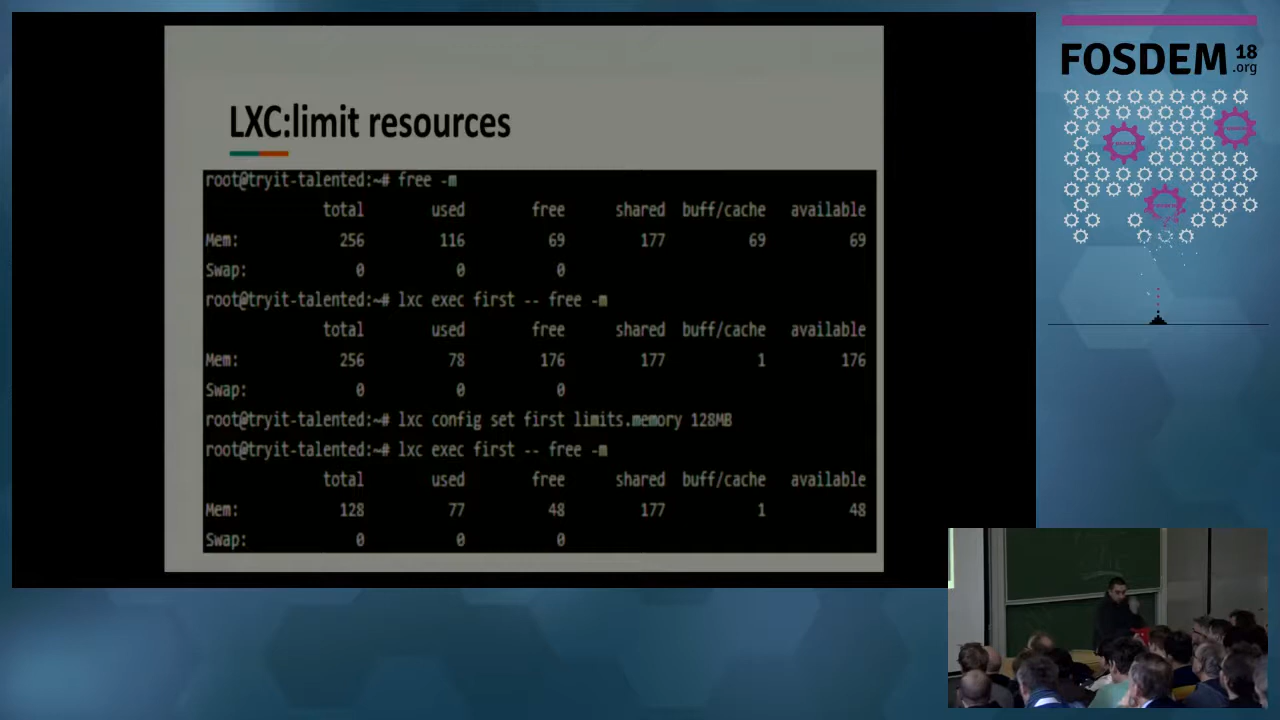 LXC:limit resources
root@tryit-talented:~# free -m
total used free shared buff/cache available
Mem: 256 116 69 177 69 69
Swap: 0 0 0
root@tryit-talented:~# lxc exec first -- free -m
total used free shared buff/cache available
Mem: 256 78 176 177 1 176
Swap: 0 0 0
root@tryit-talented:~# lxc config set first limits.memory 128MB
root@tryit-talented:~# lxc exec first -- free -m
total used free shared buff/cache available
Mem: 128 77 48 177 1 48
Swap: 0 0 0
FOSDEM 18
.org